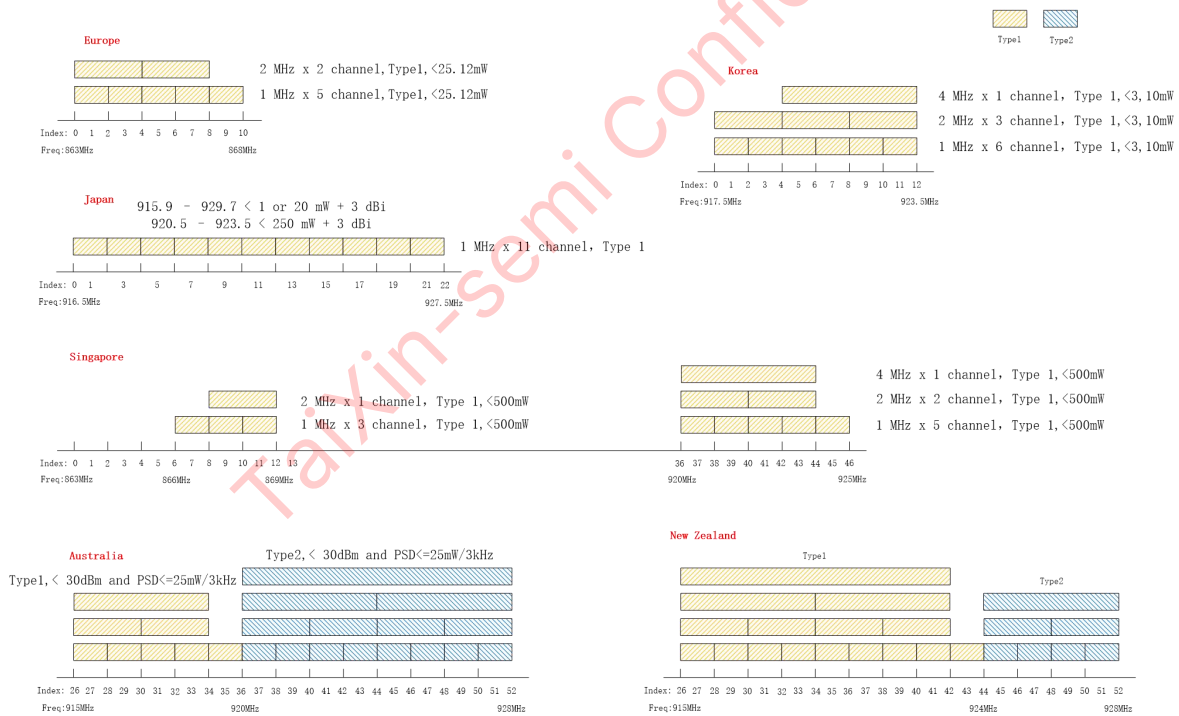 Type1 Type2
Europe
2 MHz x 2 channel,Type1,<25.12mW
1 MHz x 5 channel,Type1,<25.12mW
Index: 0 1 2 3 4 5 6 7 8 9 10
Freq:863MHz 868MHz
Korea
4 MHz x 1 channel, Type 1,<3,10mW
2 MHz x 3 channel, Type 1,<3,10mW
1 MHz x 6 channel, Type 1,<3,10mW
Index: 0 1 2 3 4 5 6 7 8 9 10 11 12
Freq:917.5MHz 923.5MHz
Japan
915.9 - 929.7 < 1 or 20 mW + 3 dBi
920.5 - 923.5 < 250 mW + 3 dBi
1 MHz x 11 channel, Type 1
Index: 0 1 3 5 7 9 11 13 15 17 19 21 22
Freq:916.5MHz 927.5MHz
Singapore
2 MHz x 1 channel, Type 1,<500mW
1 MHz x 3 channel, Type 1,<500mW
4 MHz x 1 channel, Type 1,<500mW
2 MHz x 2 channel, Type 1,<500mW
1 MHz x 5 channel, Type 1,<500mW
Index: 0 1 2 3 4 5 6 7 8 9 10 11 12 13 36 37 38 39 40 41 42 43 44 45 46
Freq:863MHz 866MHz 869MHz 920MHz 925MHz
Australia
Type2,< 30dBm and PSD<=25mW/3kHz
Type1,< 30dBm and PSD<=25mW/3kHz
Index: 26 27 28 29 30 31 32 33 34 35 36 37 38 39 40 41 42 43 44 45 46 47 48 49 50 51 52
Freq:915MHz 920MHz 928MHz
New Zealand
Type1
Type2
Index: 26 27 28 29 30 31 32 33 34 35 36 37 38 39 40 41 42 43 44 45 46 47 48 49 50 51 52
Freq:915MHz 924MHz 928MHz
TaiXin-semi Confi